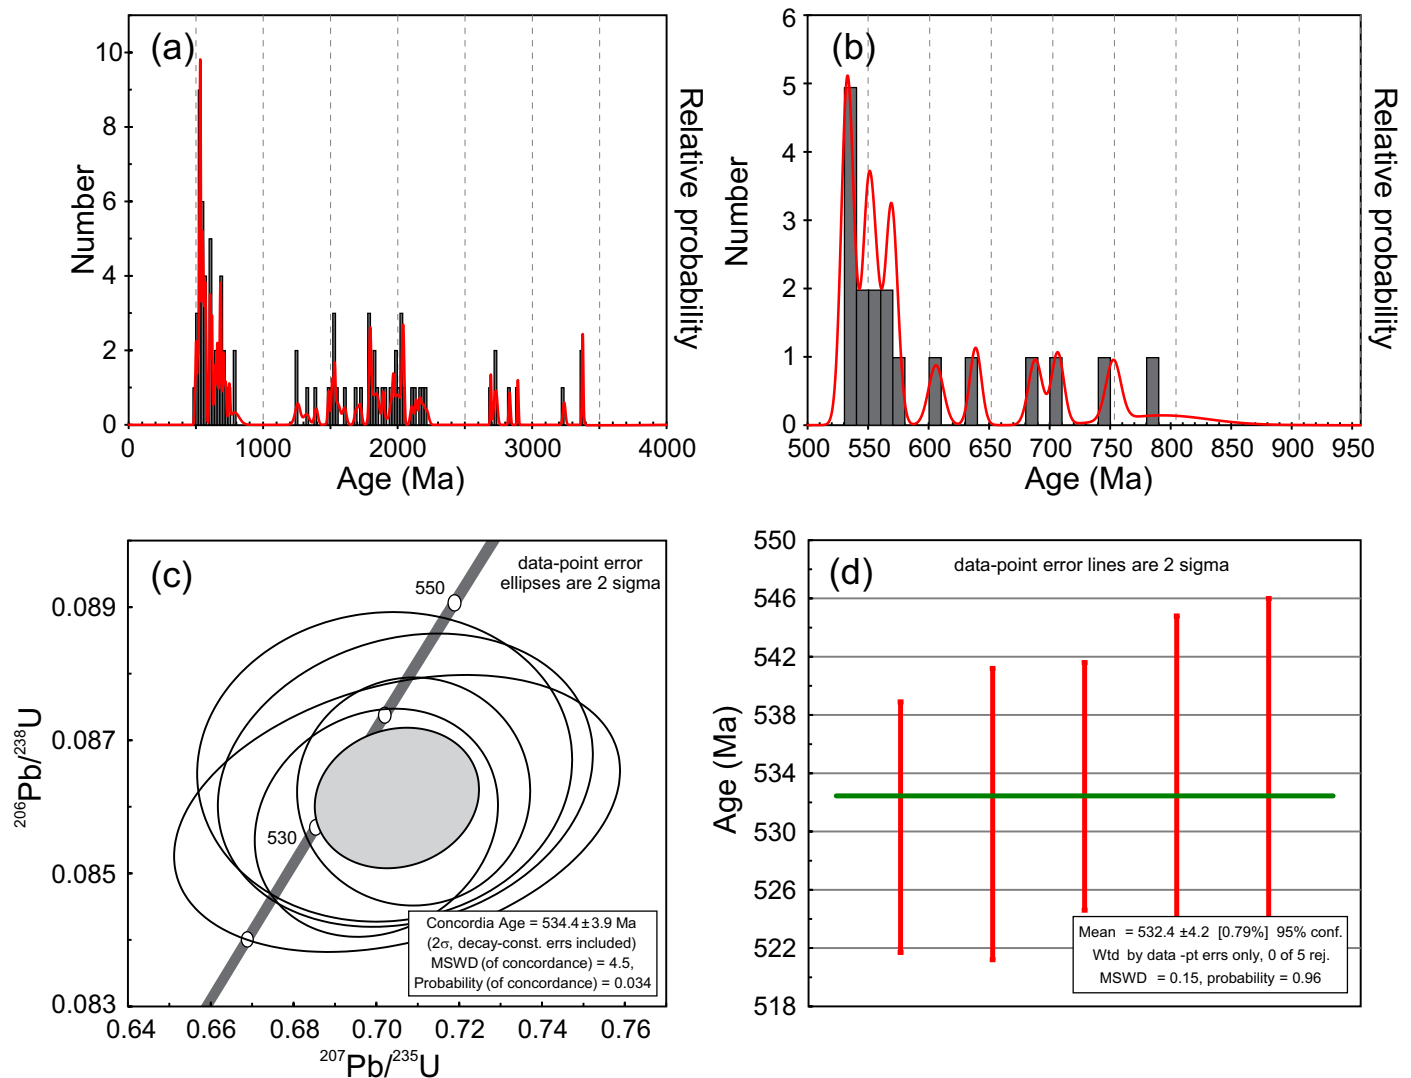 (a)
10
8
6
4
2
0
Number
Relative probability
0 1000 2000 3000 4000
Age (Ma)
(b)
6
5
4
3
2
1
0
Number
Relative probability
500 550 600 650 700 750 800 850 900 950
Age (Ma)
(c)
data-point error
ellipses are 2 sigma
550
530
0.089
0.087
0.085
0.083
206Pb/238U
Concordia Age = 534.4±3.9 Ma
(2σ, decay-const. errs included)
MSWD (of concordance) = 4.5,
Probability (of concordance) = 0.034
0.64 0.66 0.68 0.70 0.72 0.74 0.76
207Pb/235U
(d)
data-point error lines are 2 sigma
550
546
542
538
534
530
526
522
518
Age (Ma)
Mean = 532.4 ±4.2 [0.79%] 95% conf.
Wtd by data -pt errs only, 0 of 5 rej.
MSWD = 0.15, probability = 0.96